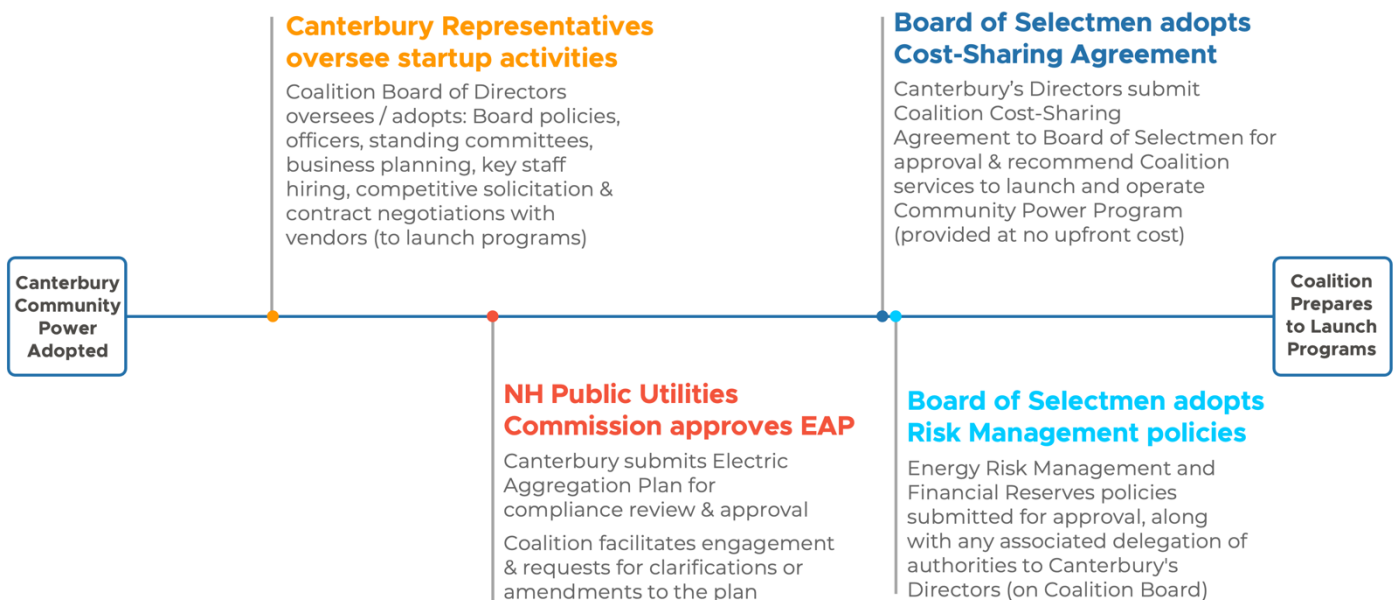 Canterbury Representatives
oversee startup activities
Coalition Board of Directors
oversees / adopts: Board policies,
officers, standing committees,
business planning, key staff
hiring, competitive solicitation &
contract negotiations with
vendors (to launch programs)
Board of Selectmen adopts
Cost-Sharing Agreement
Canterbury’s Directors submit
Coalition Cost-Sharing
Agreement to Board of Selectmen for
approval & recommend Coalition
services to launch and operate
Community Power Program
(provided at no upfront cost)
Canterbury
Community
Power
Adopted
Coalition
Prepares
to Launch
Programs
NH Public Utilities
Commission approves EAP
Canterbury submits Electric
Aggregation Plan for
compliance review & approval
Coalition facilitates engagement
& requests for clarifications or
amendments to the plan
Board of Selectmen adopts
Risk Management policies
Energy Risk Management and
Financial Reserves policies
submitted for approval, along
with any associated delegation of
authorities to Canterbury's
Directors (on Coalition Board)